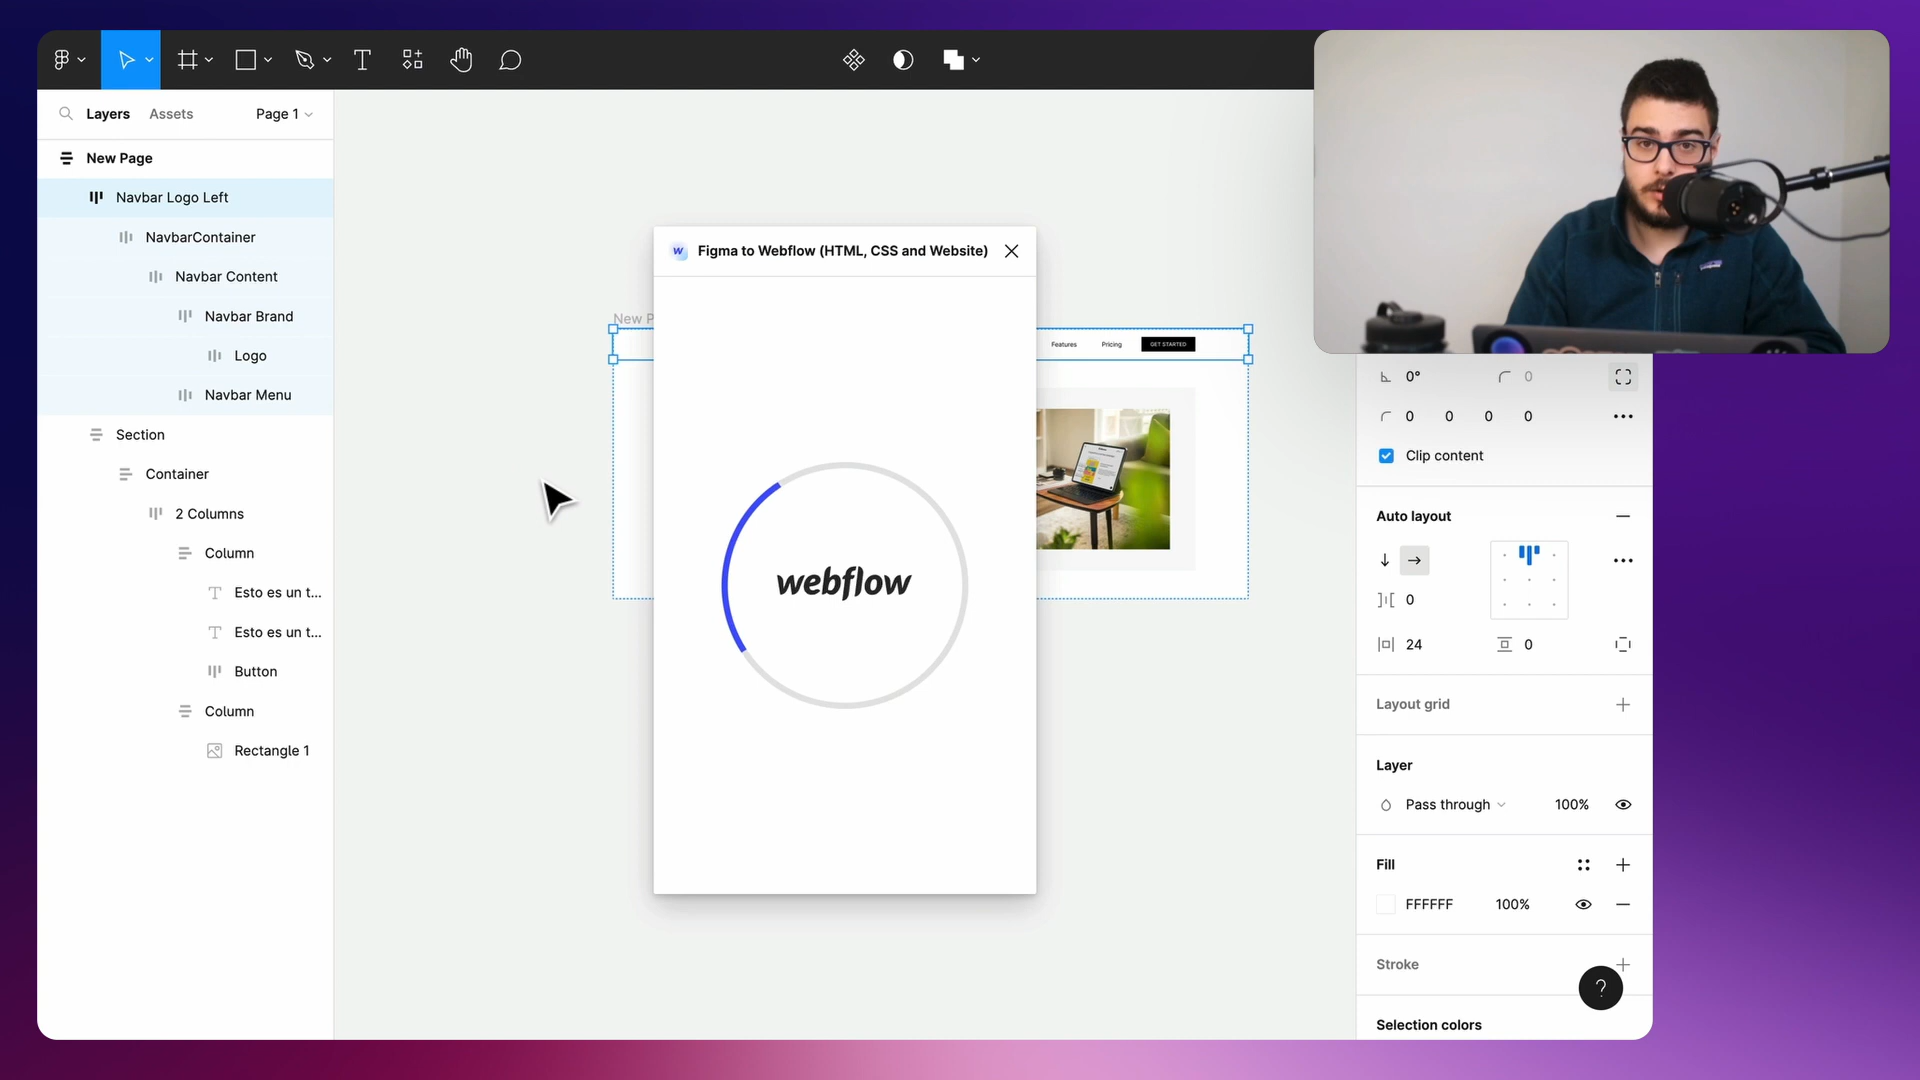 Layers Assets Page 1
New Page
Navbar Logo Left
NavbarContainer
Navbar Content
Navbar Brand
Logo
Navbar Menu
Section
Container
2 Columns
Column
Esto es un t...
Esto es un t...
Button
Column
Rectangle 1
New P
Figma to Webflow (HTML, CSS and Website)
webflow
Features Pricing GET STARTED
0° 0
0 0 0 0
Clip content
Auto layout
0
24 0
Layout grid
Layer
Pass through 100%
Fill
FFFFFF 100%
Stroke
?
Selection colors